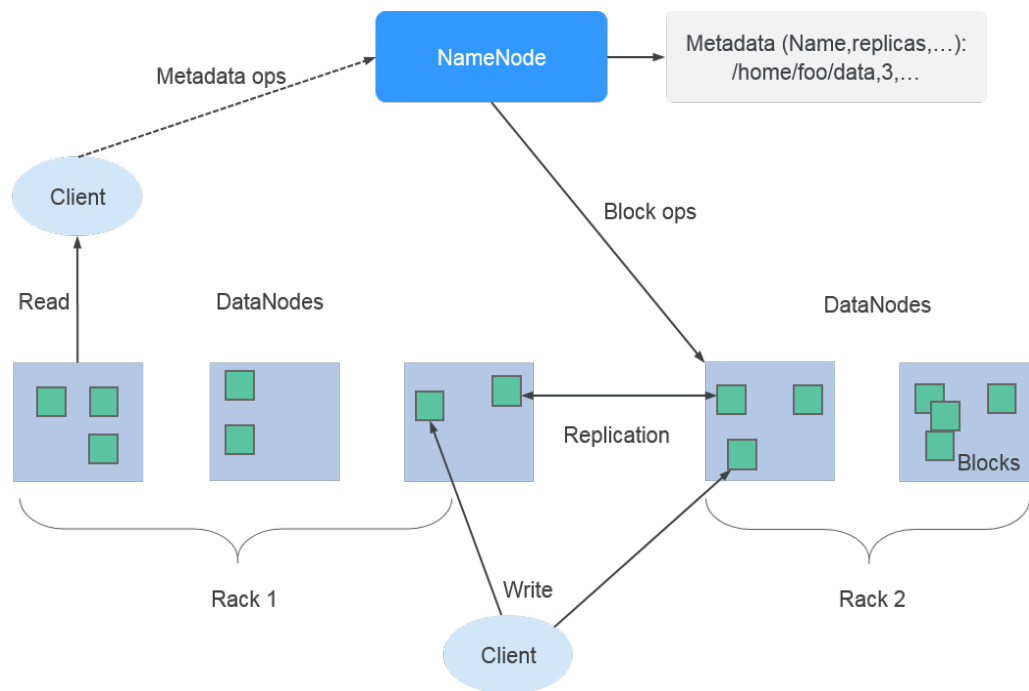 NameNode
Metadata (Name,replicas,…):
/home/foo/data,3,…
Metadata ops
Client
Block ops
Read
DataNodes
DataNodes
Replication
Blocks
Rack 1
Write
Rack 2
Client